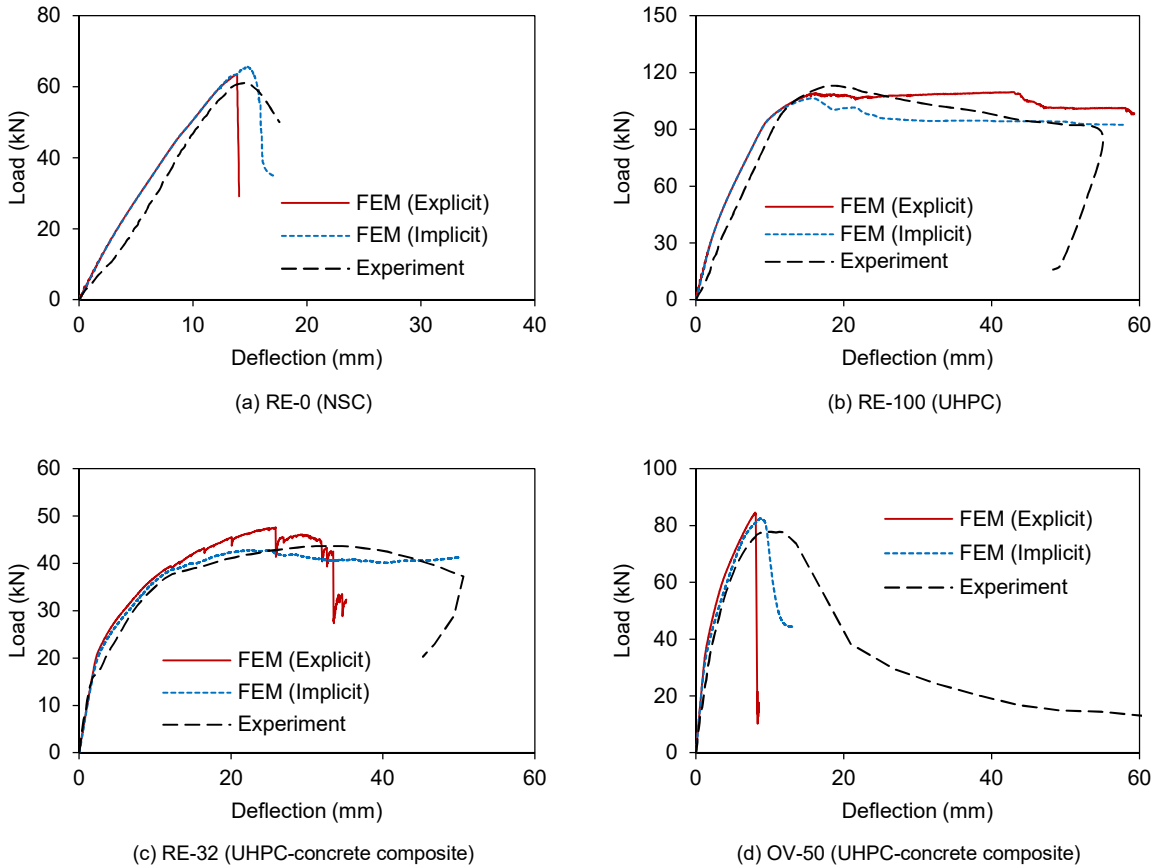 80
60
40
20
0
Load (kN)
0
10
20
30
40
Deflection (mm)
FEM (Explicit)
FEM (Implicit)
Experiment
(a) RE-0 (NSC)
150
120
90
60
30
0
Load (kN)
0
20
40
60
Deflection (mm)
FEM (Explicit)
FEM (Implicit)
Experiment
(b) RE-100 (UHPC)
60
50
40
30
20
10
0
Load (kN)
0
20
40
60
Deflection (mm)
FEM (Explicit)
FEM (Implicit)
Experiment
(c) RE-32 (UHPC-concrete composite)
100
80
60
40
20
0
Load (kN)
0
20
40
60
Deflection (mm)
FEM (Explicit)
FEM (Implicit)
Experiment
(d) OV-50 (UHPC-concrete composite)